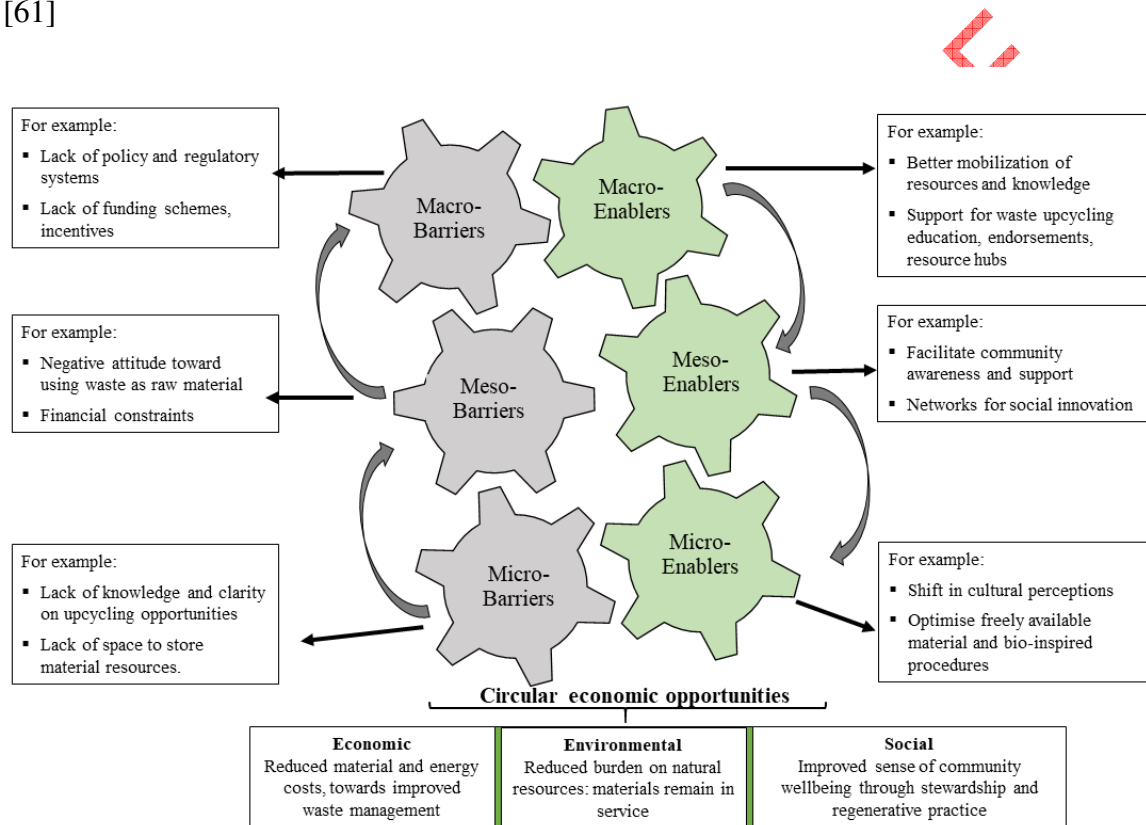 [61]
For example:
▪ Lack of policy and regulatory
systems
▪ Lack of funding schemes,
incentives
Macro-
Barriers
Macro-
Enablers
For example:
▪ Better mobilization of
resources and knowledge
▪ Support for waste upcycling
education, endorsements,
resource hubs
For example:
▪ Negative attitude toward
using waste as raw material
▪ Financial constraints
Meso-
Barriers
Meso-
Enablers
For example:
▪ Facilitate community
awareness and support
▪ Networks for social innovation
For example:
▪ Lack of knowledge and clarity
on upcycling opportunities
▪ Lack of space to store
material resources.
Micro-
Barriers
Micro-
Enablers
For example:
▪ Shift in cultural perceptions
▪ Optimise freely available
material and bio-inspired
procedures
Circular economic opportunities
Economic
Reduced material and energy
costs, towards improved
waste management
Environmental
Reduced burden on natural
resources: materials remain in
service
Social
Improved sense of community
wellbeing through stewardship and
regenerative practice